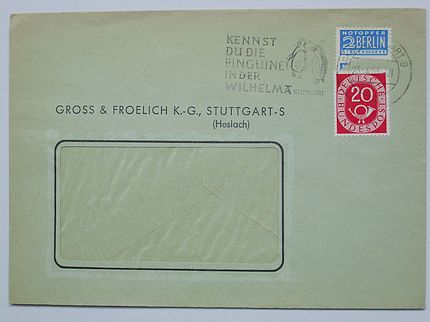 KENNST
DU DIE
PINGUINE
IN DER
WILHELMA STUTTGART
NOTOPFER
2 BERLIN
STEUERMARKE
GROSS & FROELICH K.-G., STUTTGART-S
(Heslach)
DEUTSCHE
20
BUNDESPOST